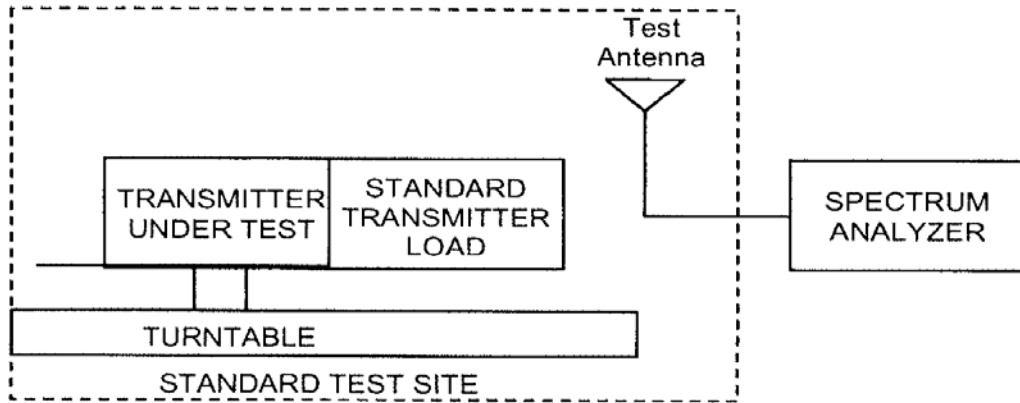 Test
Antenna
TRANSMITTER
UNDER TEST
STANDARD
TRANSMITTER
LOAD
SPECTRUM
ANALYZER
TURNTABLE
STANDARD TEST SITE